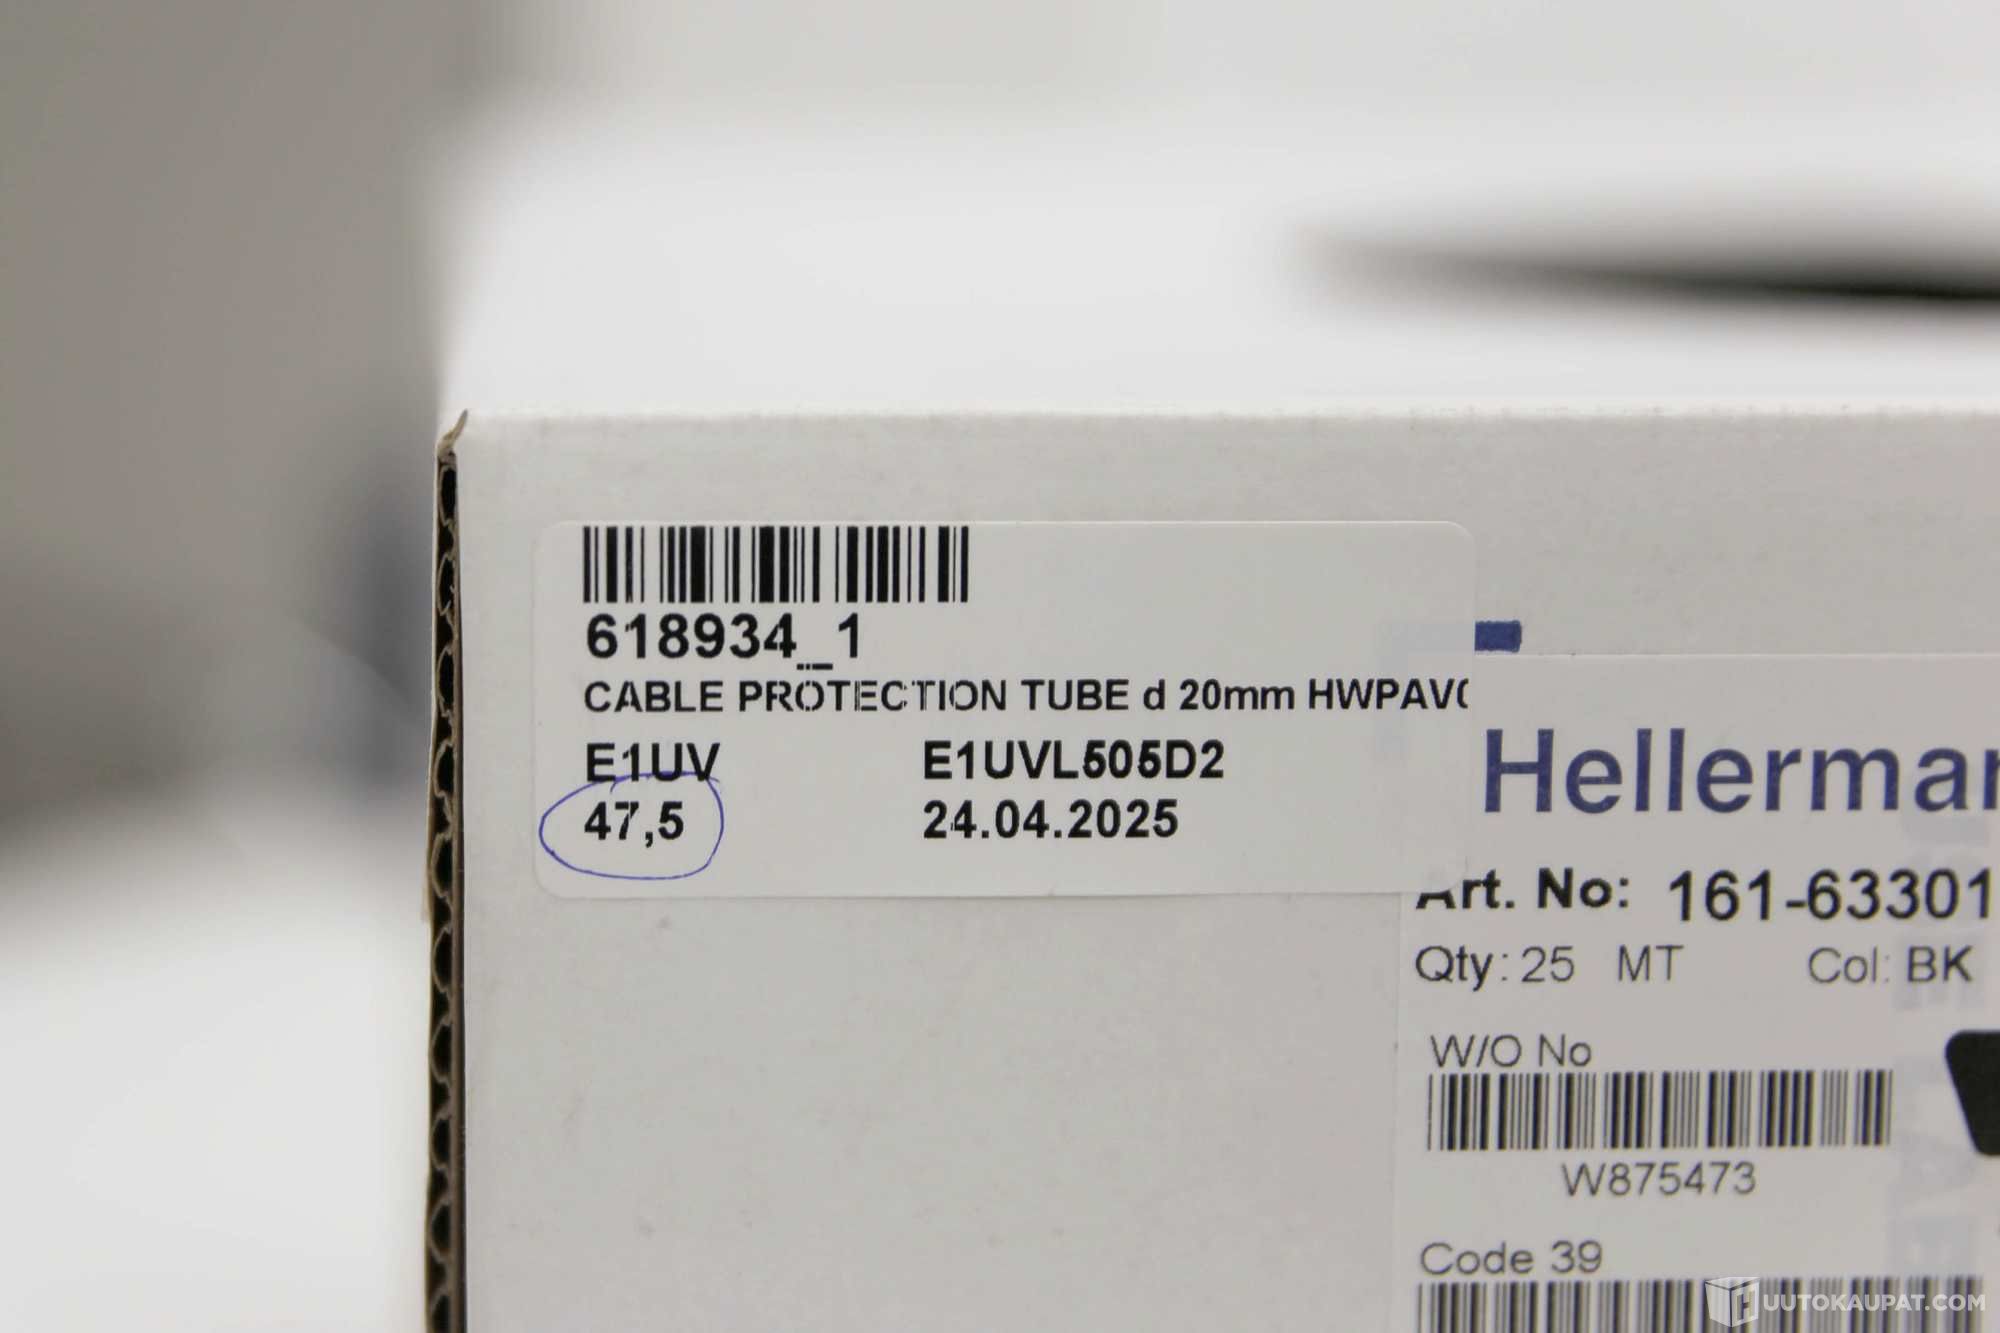 618934_1
CABLE PROTECTION TUBE d 20mm HWPAV
E1UV E1UVL505D2
47,5 24.04.2025
Hellerma
Art. No: 161-63301
Qty: 25 MT Col: BK
W/O No
W875473
Code 39
UUTOKAUPAT.COM